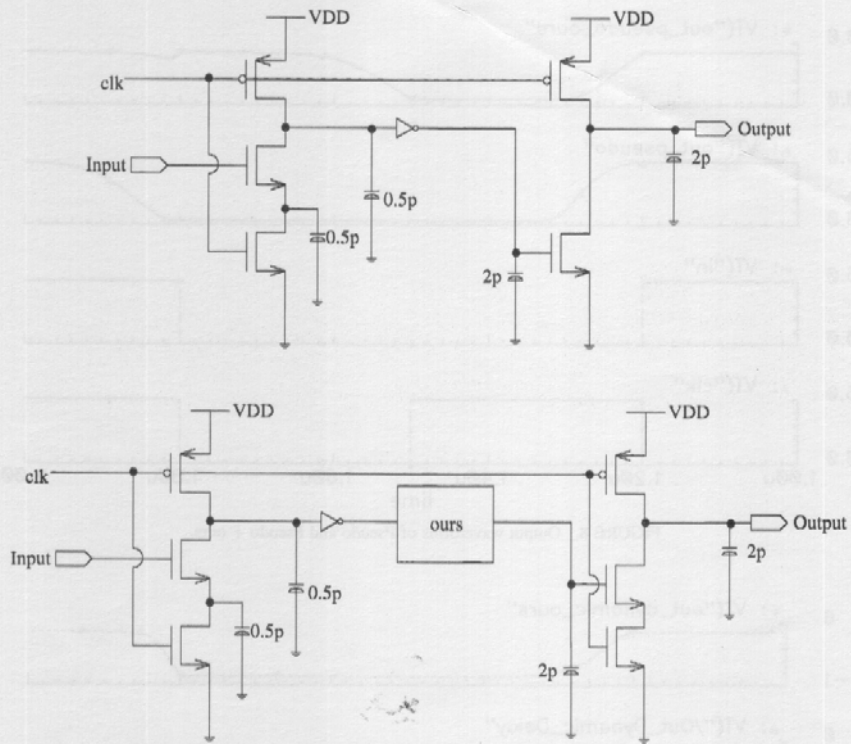 VDD
VDD
clk
Input
Output
2p
0.5p
0.5p
2p
VDD
VDD
clk
ours
Output
Input
2p
0.5p
0.5p
2p